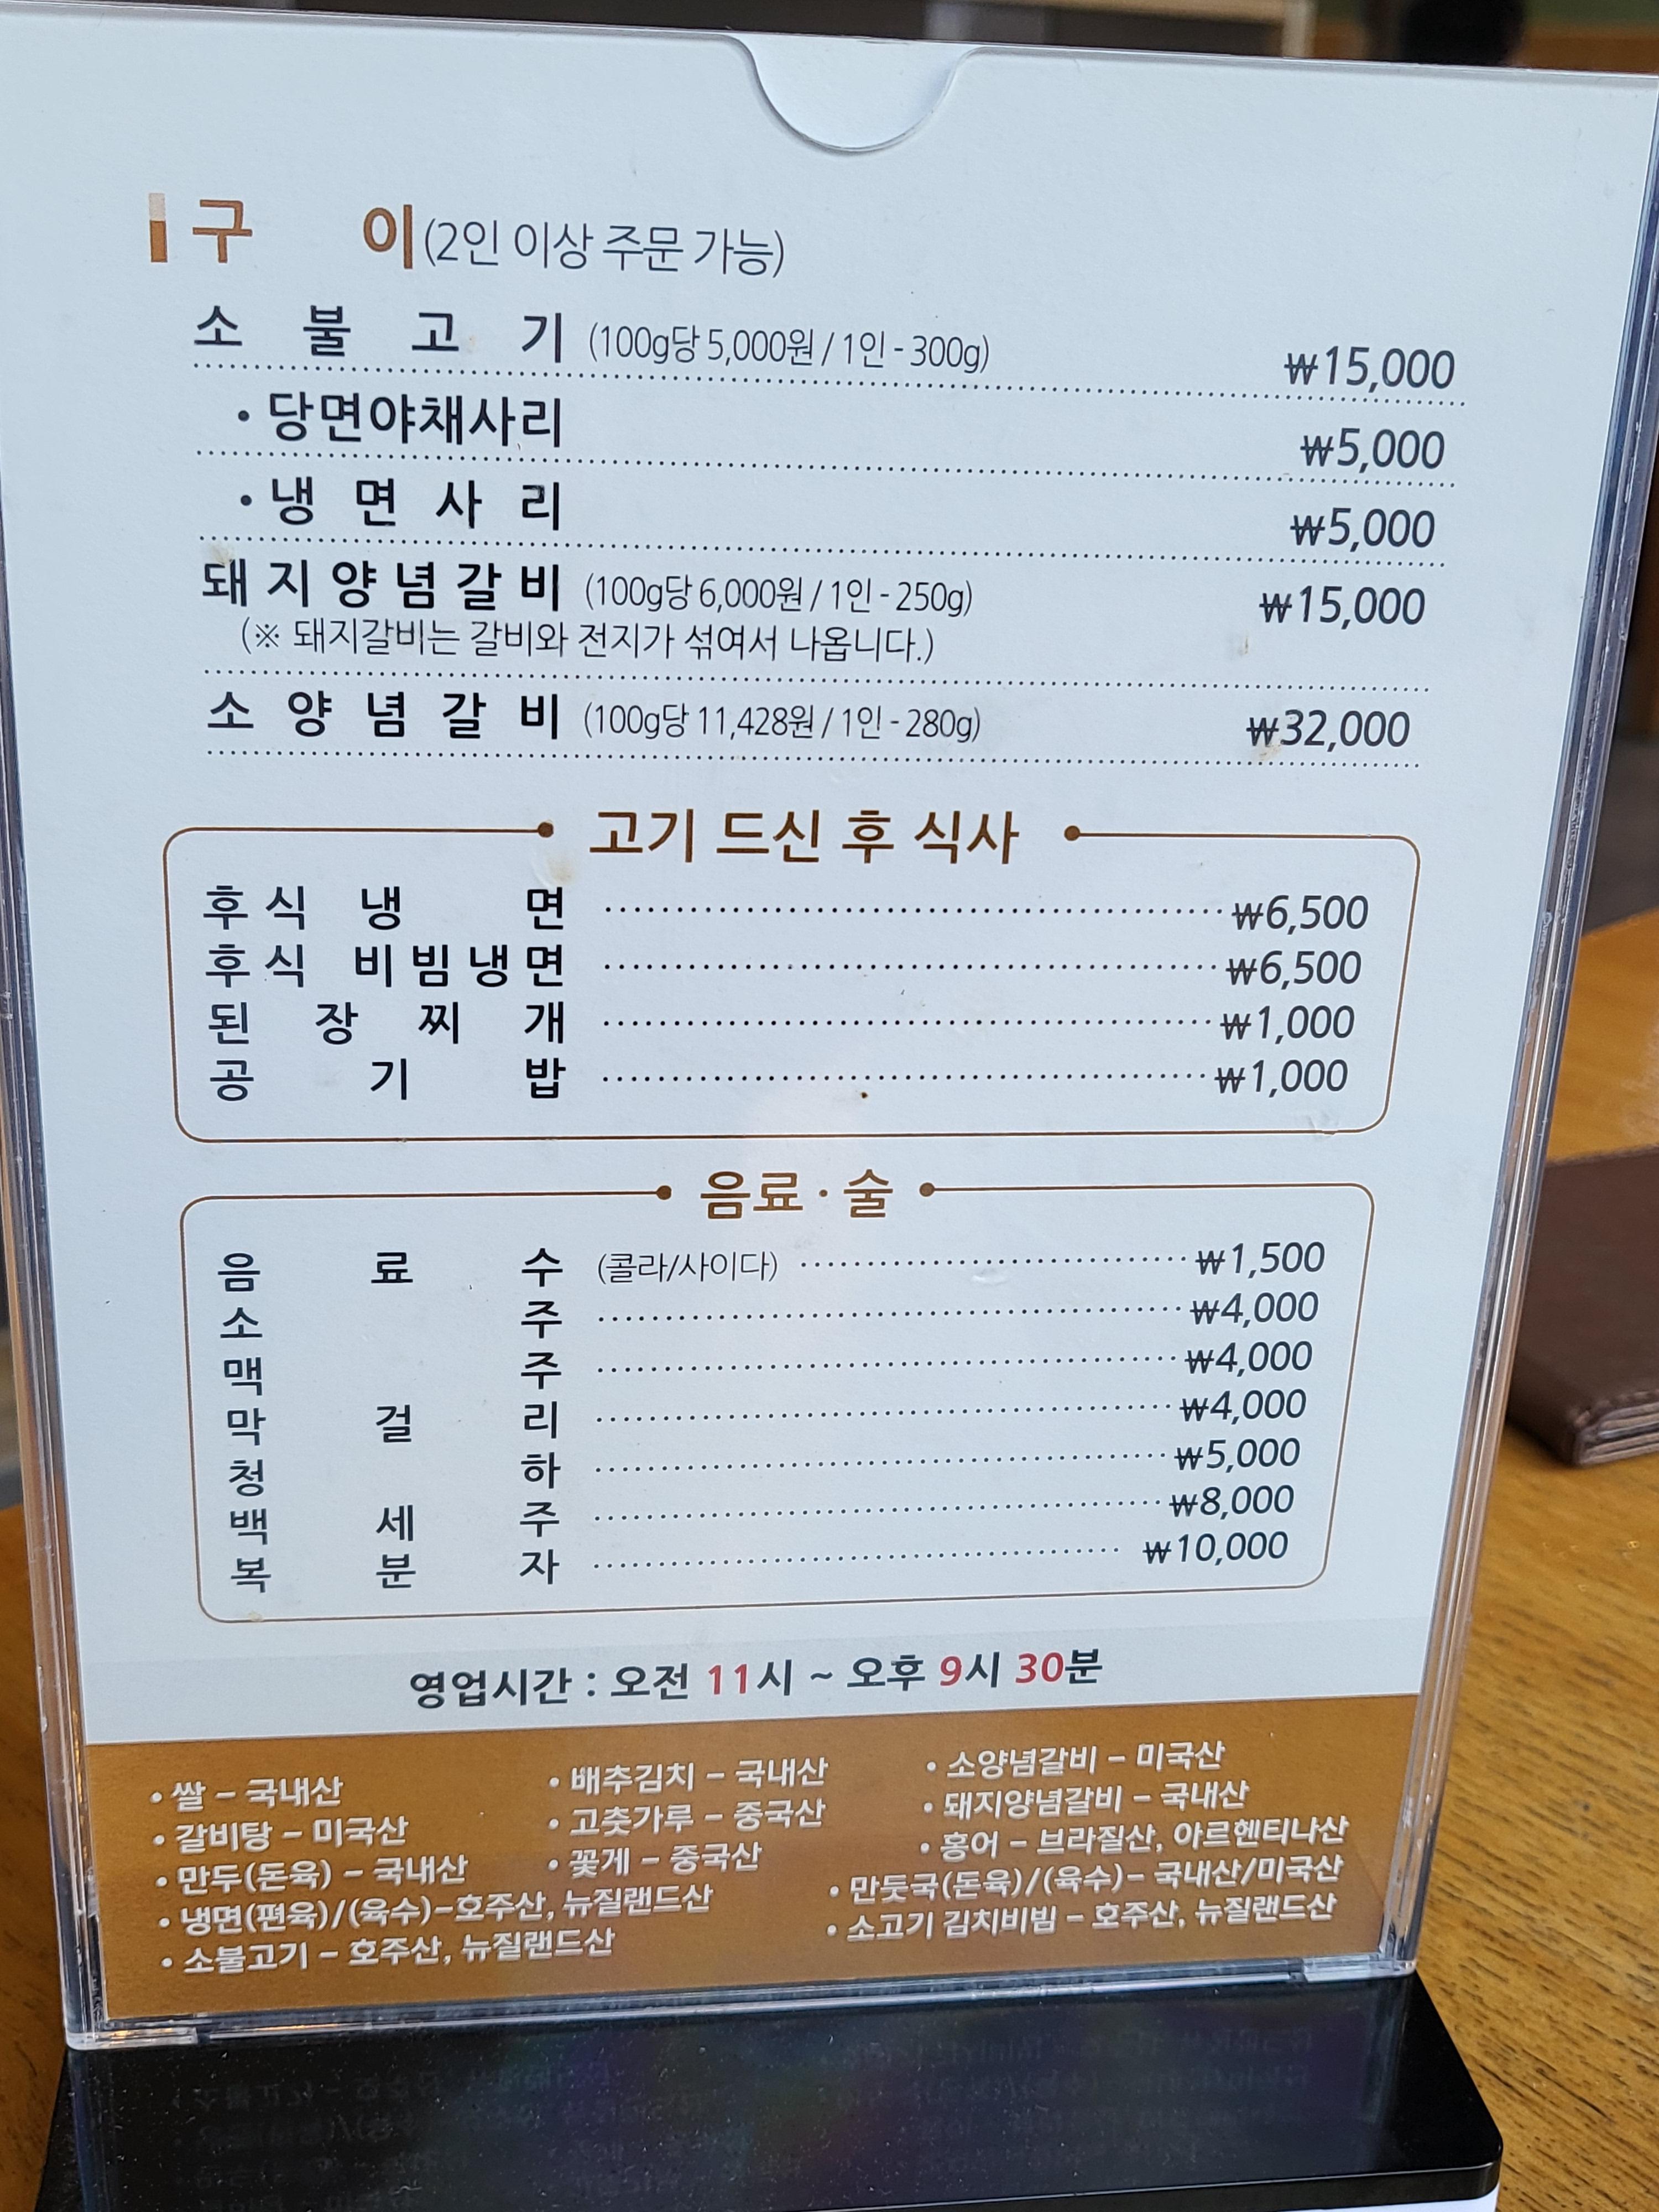 구 이(2인 이상 주문 가능)
소 불 고 기 (100g당 5,000원 / 1인 - 300g) ₩15,000
• 당면야채사리 ₩5,000
• 냉 면 사 리 ₩5,000
돼지양념갈비 (100g당 6,000원 / 1인 - 250g) ₩15,000
(※ 돼지갈비는 갈비와 전지가 섞여서 나옵니다.)
소 양 념 갈 비 (100g당 11,428원 / 1인 - 280g) ₩32,000
고기 드신 후 식사
후식 냉 면 ₩6,500
후식 비빔냉면 ₩6,500
된 장 찌 개 ₩1,000
공 기 밥 ₩1,000
음료 · 술
음 료 수 (콜라/사이다) ₩1,500
소 주 ₩4,000
맥 주 ₩4,000
막 걸 리 ₩4,000
청 하 ₩5,000
백 세 주 ₩8,000
복 분 자 ₩10,000
영업시간 : 오전 11시 ~ 오후 9시 30분
• 쌀 – 국내산
• 갈비탕 – 미국산
• 만두(돈육) – 국내산
• 냉면(편육)/(육수)–호주산, 뉴질랜드산
• 소불고기 – 호주산, 뉴질랜드산
• 배추김치 – 국내산
• 고춧가루 – 중국산
• 꽃게 – 중국산
• 소양념갈비 – 미국산
• 돼지양념갈비 – 국내산
• 홍어 – 브라질산, 아르헨티나산
• 만둣국(돈육)/(육수)– 국내산/미국산
• 소고기 김치비빔 – 호주산, 뉴질랜드산